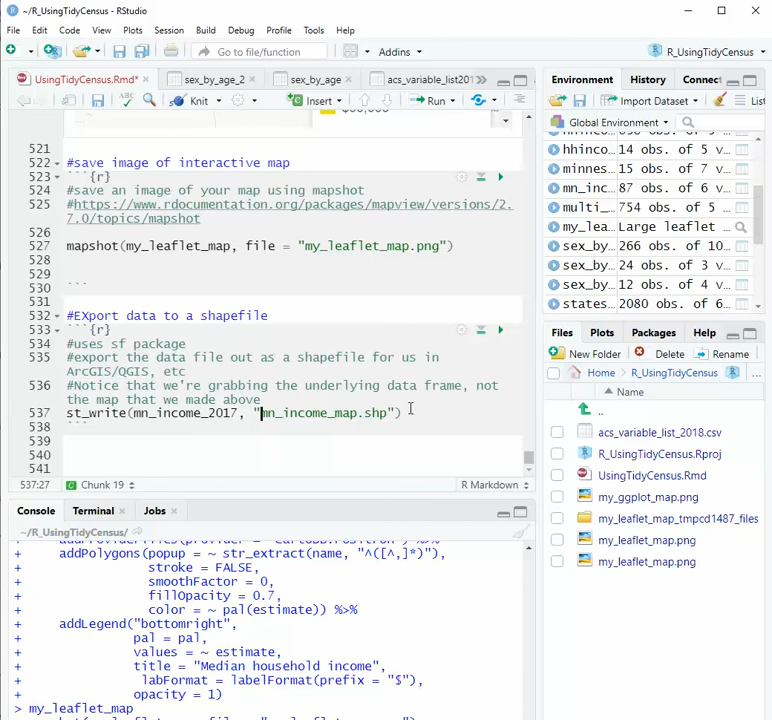 ~/R_UsingTidyCensus - RStudio
File Edit Code View Plots Session Build Debug Profile Tools Help
Go to file/function Addins R_UsingTidyCensus
UsingTidyCensus.Rmd* sex_by_age_2 sex_by_age acs_variable_list201
Knit Insert Run
521
522 #save image of interactive map
523 ```{r}
524 #save an image of your map using mapshot
525 #https://www.rdocumentation.org/packages/mapview/versions/2.
7.0/topics/mapshot
526
527 mapshot(my_leaflet_map, file = "my_leaflet_map.png")
528
529
530 ```
531
532 #EXport data to a shapefile
533 ```{r}
534 #uses sf package
535 #export the data file out as a shapefile for us in
ArcGIS/QGIS, etc
536 #Notice that we're grabbing the underlying data frame, not
the map that we made above
537 st_write(mn_income_2017, "mn_income_map.shp")
538 ```
539
540
541
537:27 Chunk 19 R Markdown
Console Terminal Jobs
~/R_UsingTidyCensus/
+ addPolygons(popup = ~ str_extract(name, "^([^,]*)"),
+ stroke = FALSE,
+ smoothFactor = 0,
+ fillOpacity = 0.7,
+ color = ~ pal(estimate)) %>%
+ addLegend("bottomright",
+ pal = pal,
+ values = ~ estimate,
+ title = "Median household income",
+ labFormat = labelFormat(prefix = "$"),
+ opacity = 1)
> my_leaflet_map
Environment History Connect
Import Dataset List
Global Environment
hhinco… 14 obs. of 5 v
minnes… 15 obs. of 7 v
mn_inc… 87 obs. of 6 v
multi_… 754 obs. of 5
my_lea… Large leaflet
sex_by… 266 obs. of 10
sex_by… 24 obs. of 3 v
sex_by… 12 obs. of 4 v
states… 2080 obs. of 6
Files Plots Packages Help
New Folder Delete Rename
Home R_UsingTidyCensus ...
Name
..
acs_variable_list_2018.csv
R_UsingTidyCensus.Rproj
UsingTidyCensus.Rmd
my_ggplot_map.png
my_leaflet_map_tmpcd1487_files
my_leaflet_map.png
my_leaflet_map.png